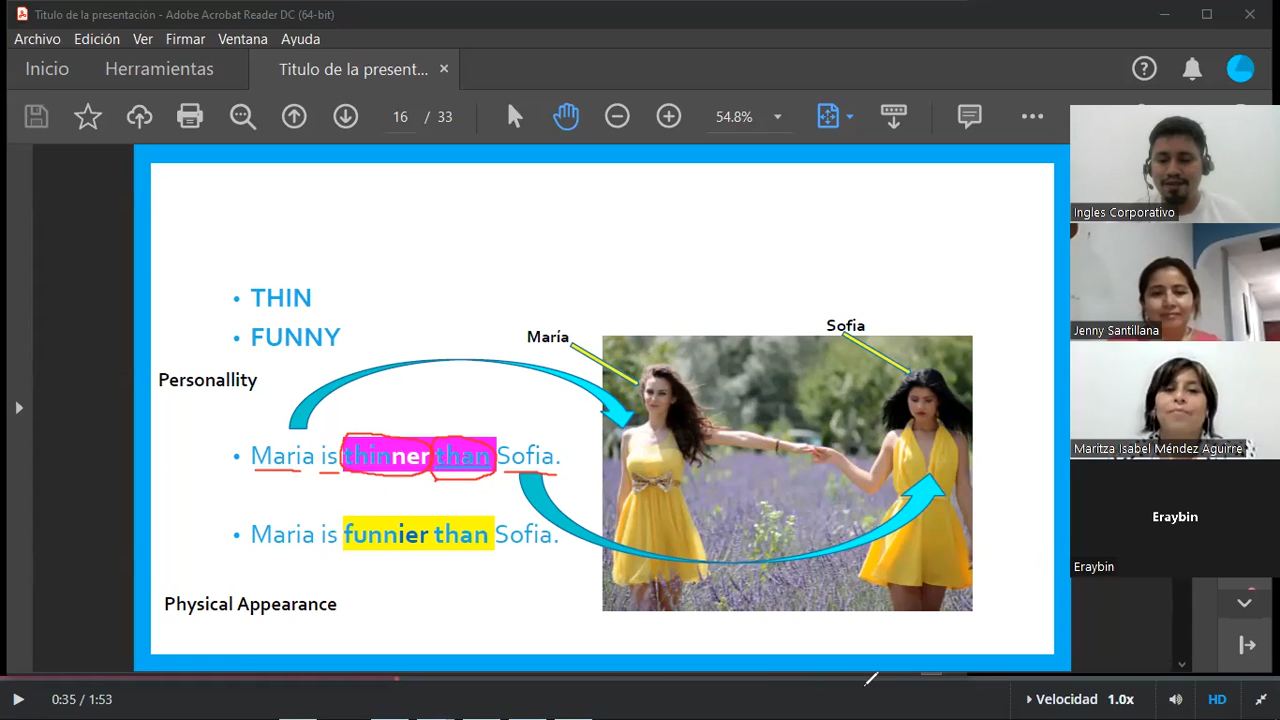 Titulo de la presentación - Adobe Acrobat Reader DC (64-bit)
Archivo Edición Ver Firmar Ventana Ayuda
Inicio Herramientas Titulo de la present... ×
16 / 33 54.8%
Ingles Corporativo
• THIN
• FUNNY
María
Sofia
Jenny Santillana
Personallity
• Maria is thinner than Sofia.
Maritza Isabel Méndez Aguirre
Eraybin
• Maria is funnier than Sofia.
Eraybin
Physical Appearance
0:35 / 1:53 Velocidad 1.0x HD